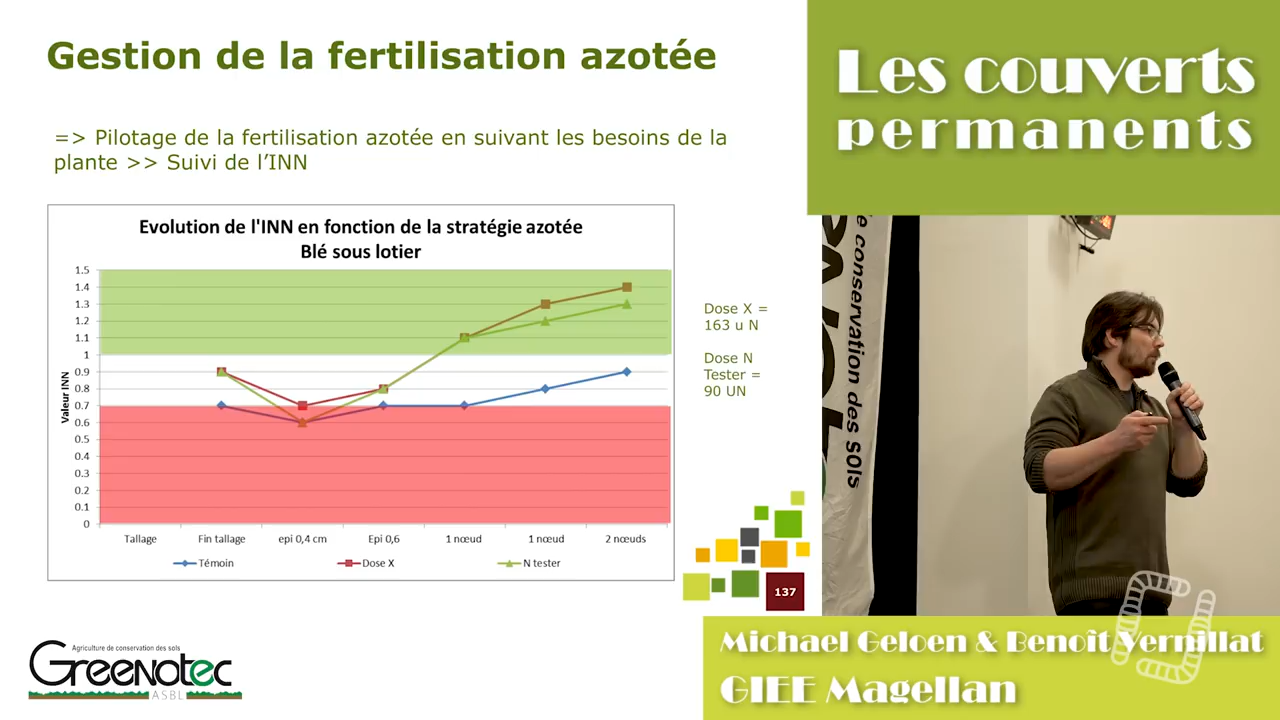 Gestion de la fertilisation azotée
=> Pilotage de la fertilisation azotée en suivant les besoins de la
plante >> Suivi de l’INN
Evolution de l'INN en fonction de la stratégie azotée
Blé sous lotier
Valeur INN
1.5
1.4
1.3
1.2
1.1
1
0.9
0.8
0.7
0.6
0.5
0.4
0.3
0.2
0.1
0
Tallage
Fin tallage
epi 0,4 cm
Epi 0,6
1 nœud
1 nœud
2 nœuds
Témoin
Dose X
N tester
Dose X =
163 u N
Dose N
Tester =
90 UN
137
Agriculture de conservation des sols
Greenotec
ASBL
Les couverts
permanents
e conservation des sols
Michael Geloen & Benoît Vernillat
GIEE Magellan